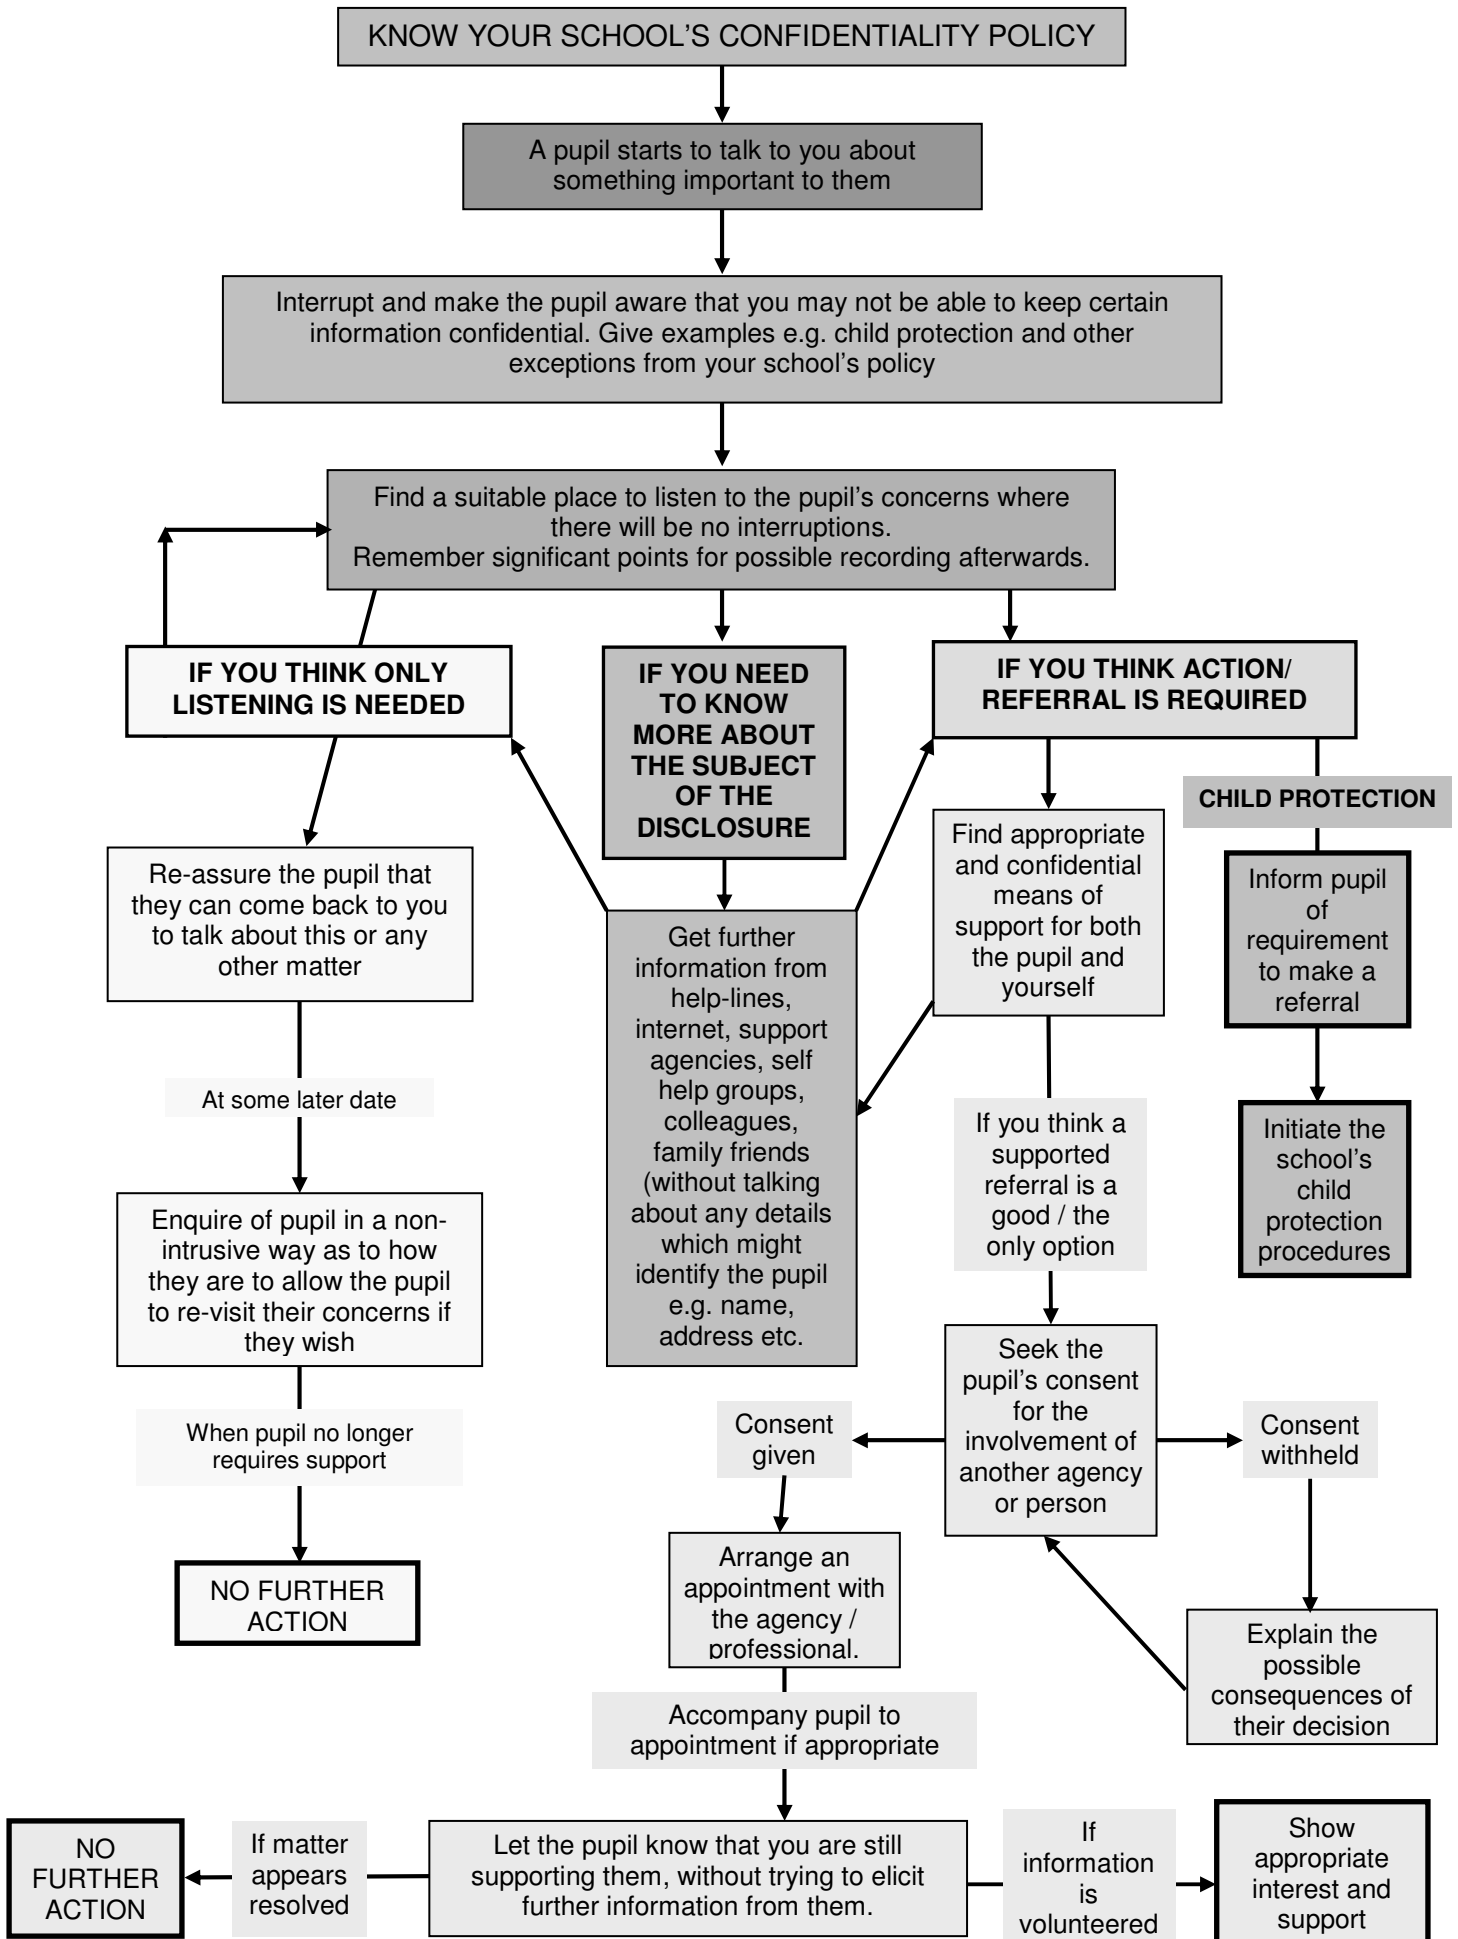 KNOW YOUR SCHOOL'S CONFIDENTIALITY POLICY
A pupil starts to talk to you about
something important to them
Interrupt and make the pupil aware that you may not be able to keep certain
information confidential. Give examples e.g. child protection and other
exceptions from your school's policy
Find a suitable place to listen to the pupil's concerns where
there will be no interruptions.
Remember significant points for possible recording afterwards.
IF YOU THINK ONLY
LISTENING IS NEEDED
IF YOU NEED
TO KNOW
MORE ABOUT
THE SUBJECT
OF THE
DISCLOSURE
IF YOU THINK ACTION/
REFERRAL IS REQUIRED
CHILD PROTECTION
Re-assure the pupil that
they can come back to you
to talk about this or any
other matter
Get further
information from
help-lines,
internet, support
agencies, self
help groups,
colleagues,
family friends
(without talking
about any details
which might
identify the pupil
e.g. name,
address etc.
Find appropriate
and confidential
means of
support for both
the pupil and
yourself
Inform pupil
of
requirement
to make a
referral
At some later date
If you think a
supported
referral is a
good / the
only option
Initiate the
school's
child
protection
procedures
Enquire of pupil in a non-
intrusive way as to how
they are to allow the pupil
to re-visit their concerns if
they wish
When pupil no longer
requires support
NO FURTHER
ACTION
Seek the
pupil's consent
for the
involvement of
another agency
or person
Consent
given
Consent
withheld
Arrange an
appointment with
the agency /
professional.
Explain the
possible
consequences of
their decision
Accompany pupil to
appointment if appropriate
NO
FURTHER
ACTION
If matter
appears
resolved
Let the pupil know that you are still
supporting them, without trying to elicit
further information from them.
If
information
is
volunteered
Show
appropriate
interest and
support